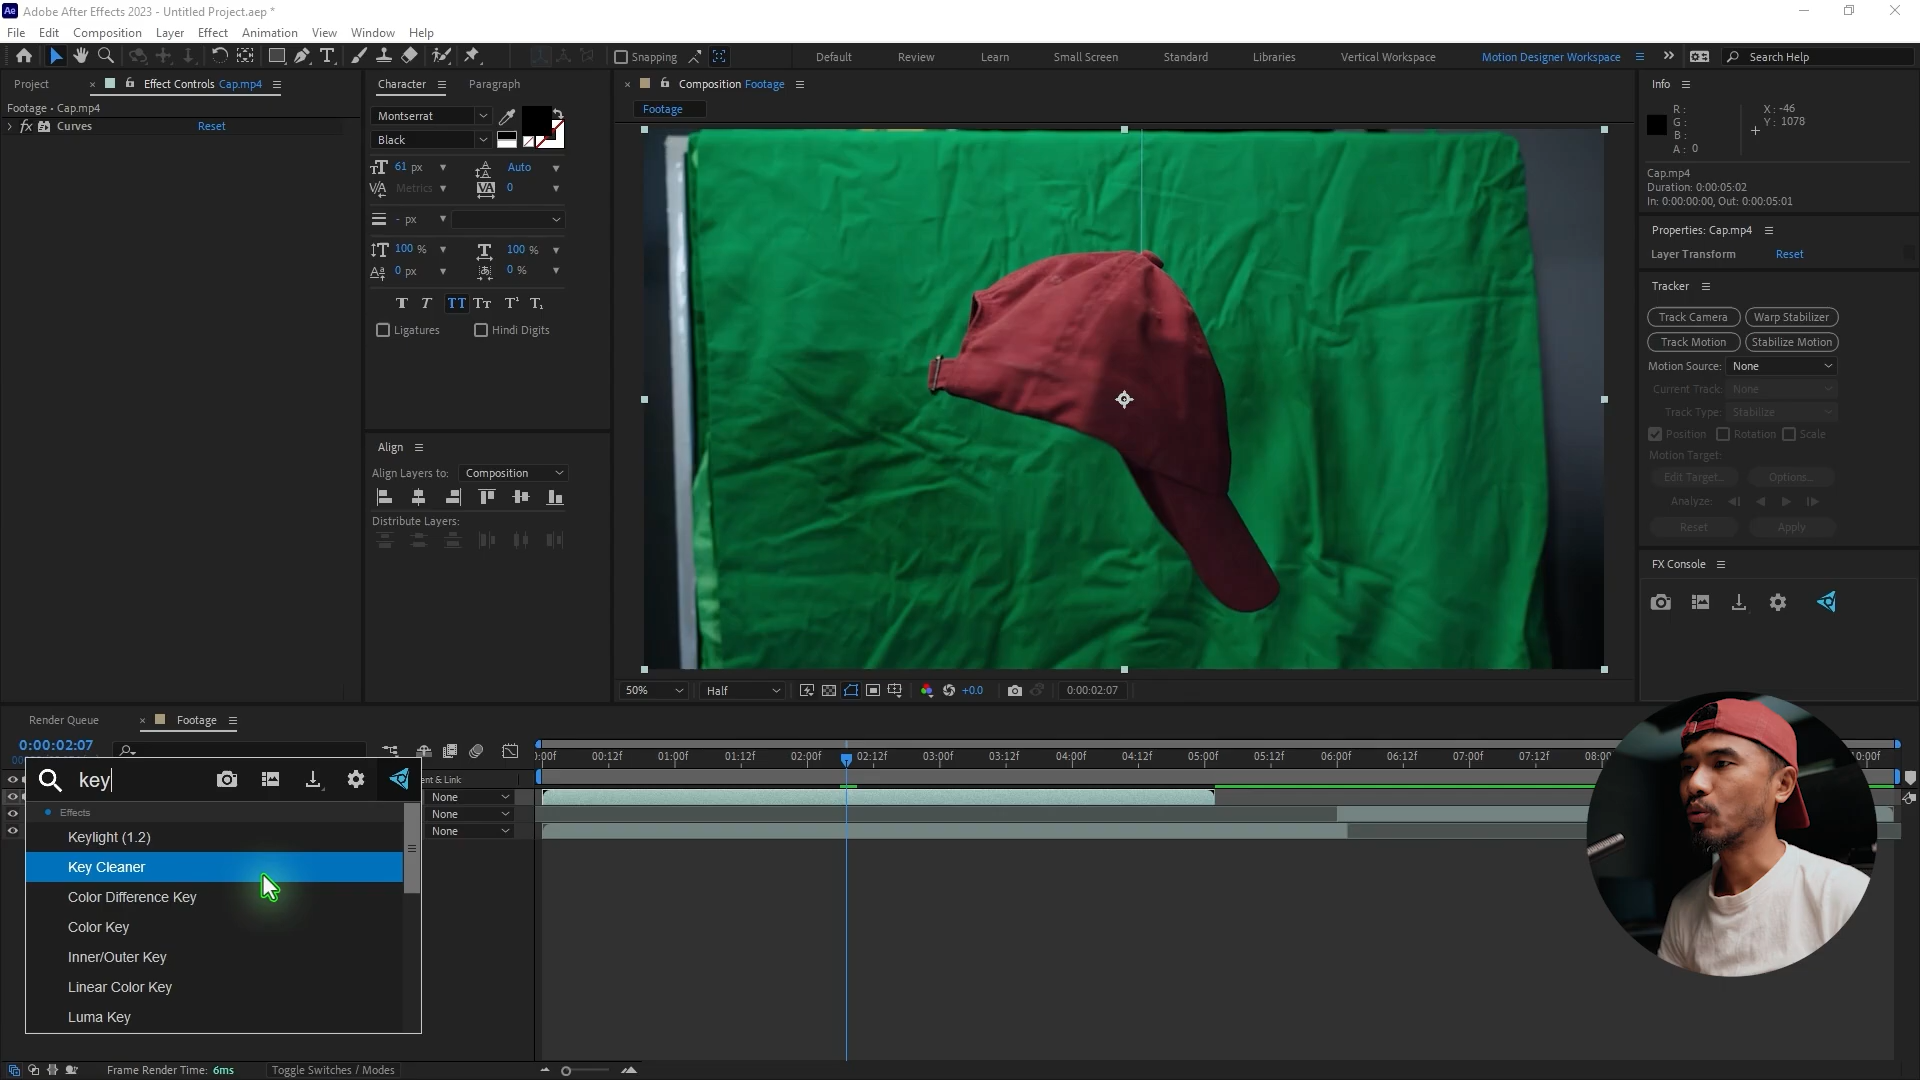 Ae Adobe After Effects 2023 - Untitled Project.aep *
File Edit Composition Layer Effect Animation View Window Help
Snapping
Default Review Learn Small Screen Standard Libraries Vertical Workspace Motion Designer Workspace Search Help
Project Effect Controls Cap.mp4
Footage • Cap.mp4
fx Curves Reset
Character Paragraph
Montserrat
Black
61 px Auto
Metrics 0
- px
100 % 100 %
0 px 0 %
Ligatures Hindi Digits
Align
Align Layers to: Composition
Distribute Layers:
Composition Footage
Footage
50% Half +0.0 0:00:02:07
Info
R :
G :
B :
A : 0
X : -46
Y : 1078
Cap.mp4
Duration: 0:00:05:02
In: 0:00:00:00, Out: 0:00:05:01
Properties: Cap.mp4
Layer Transform Reset
Tracker
Track Camera Warp Stabilizer
Track Motion Stabilize Motion
Motion Source: None
Current Track: None
Track Type: Stabilize
Position Rotation Scale
Motion Target:
Edit Target... Options...
Analyze:
Reset Apply
FX Console
Render Queue Footage
0:00:02:07
:00f 00:12f 01:00f 01:12f 02:00f 02:12f 03:00f 03:12f 04:00f 04:12f 05:00f 05:12f 06:00f 06:12f 07:00f 07:12f 08:00f 10:00f
key
ent & Link
None
None
None
Effects
Keylight (1.2)
Key Cleaner
Color Difference Key
Color Key
Inner/Outer Key
Linear Color Key
Luma Key
Frame Render Time: 6ms Toggle Switches / Modes